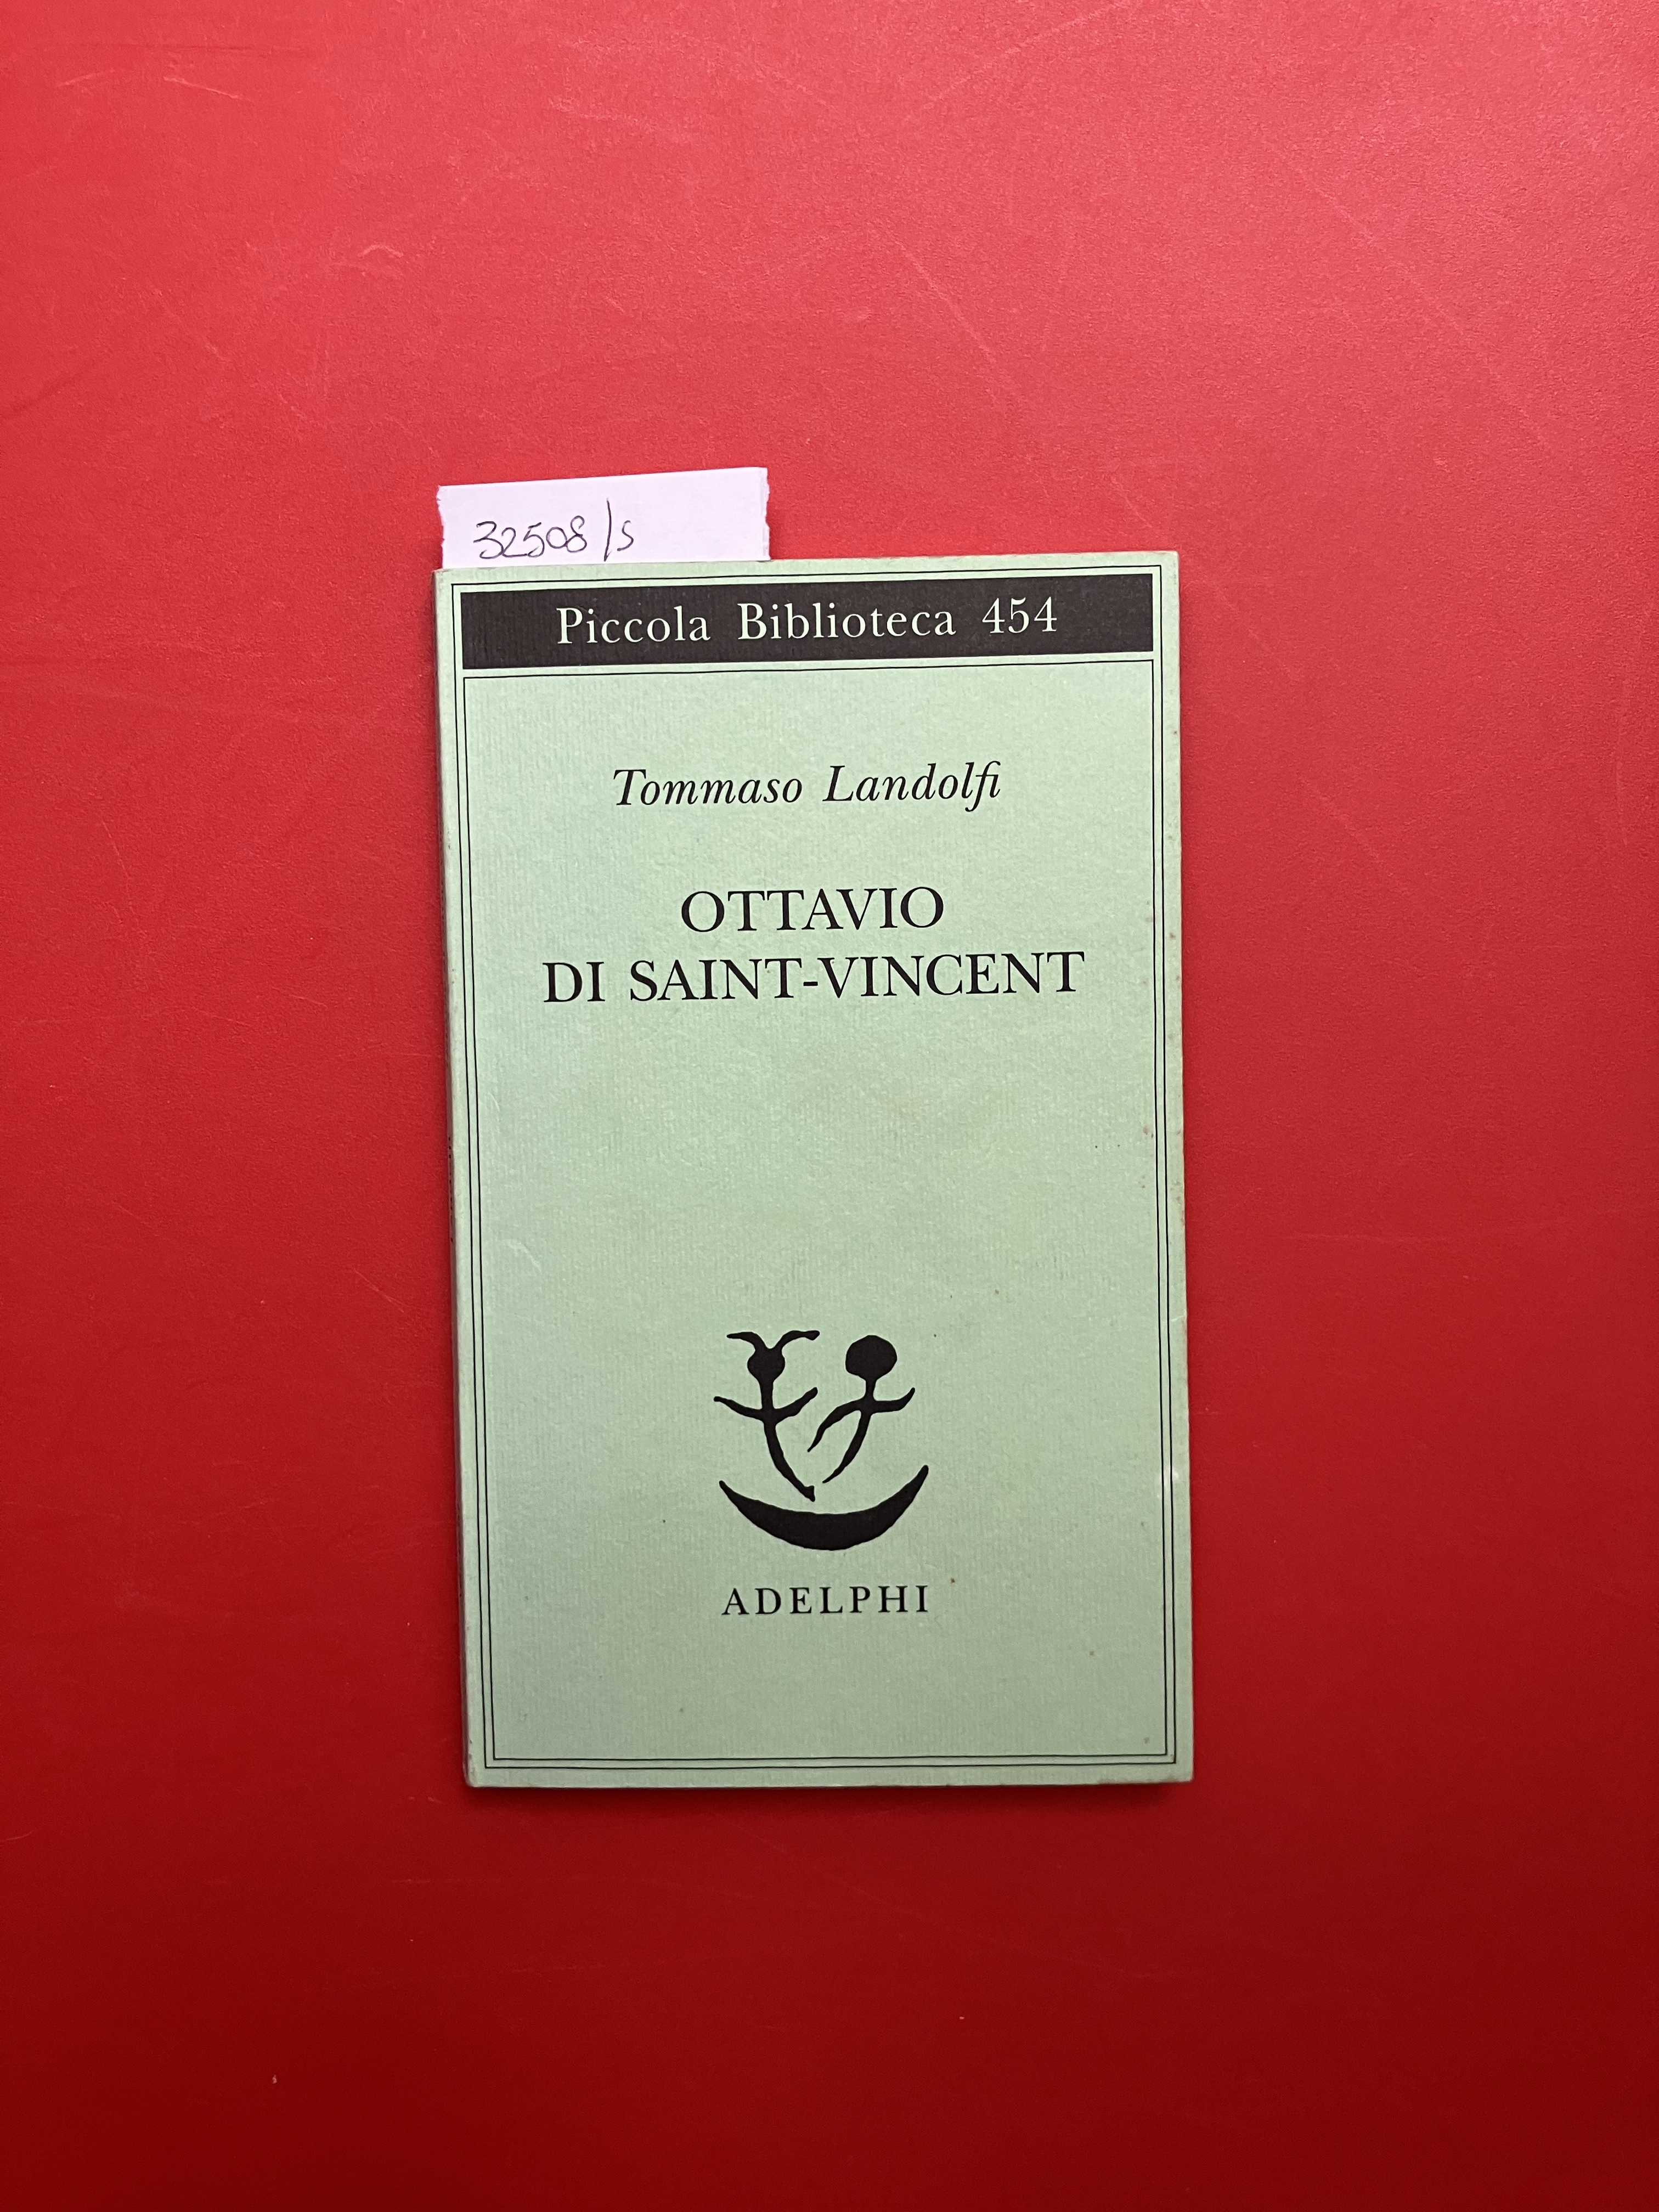 32508/s
Piccola Biblioteca 454
Tommaso Landolfi
OTTAVIO
DI SAINT-VINCENT
ADELPHI